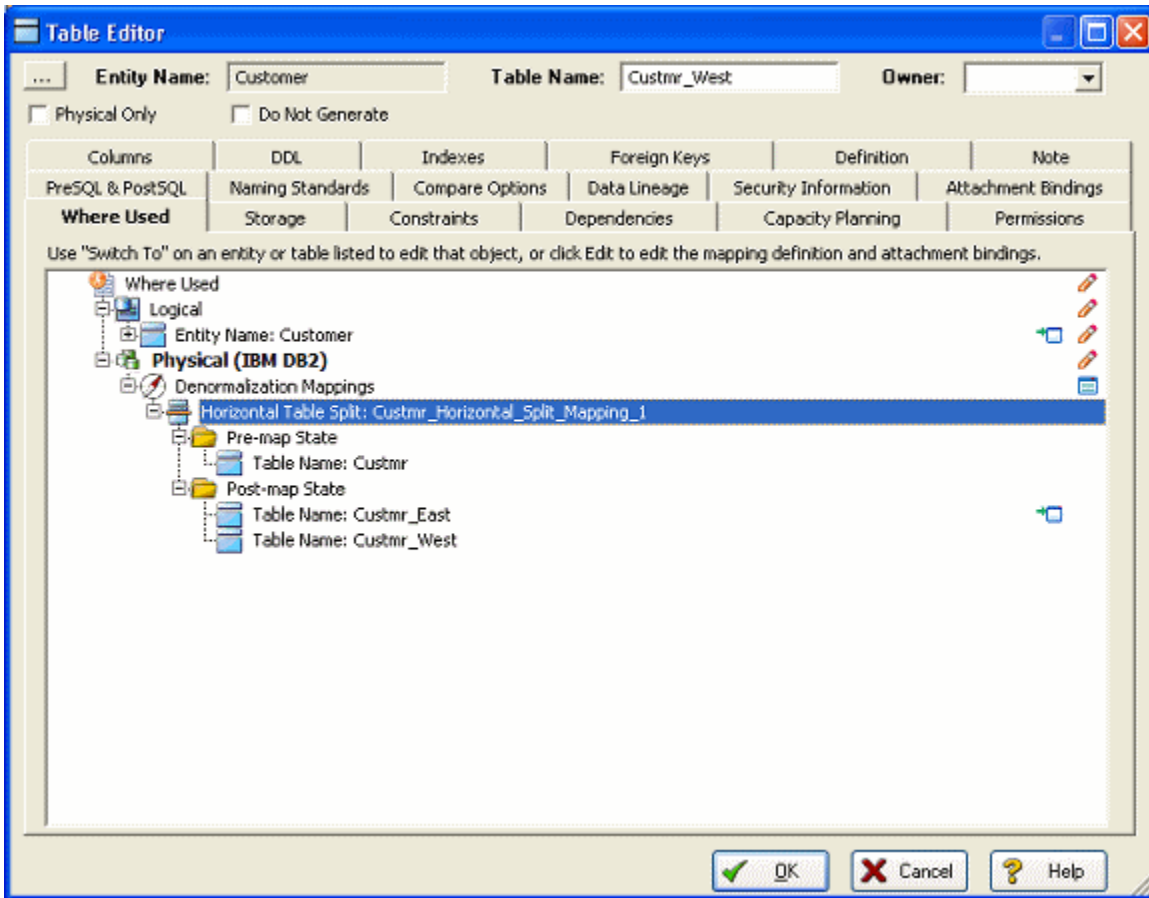 Table Editor
... Entity Name: Customer Table Name: Custmr_West Owner:
Physical Only Do Not Generate
Columns DDL Indexes Foreign Keys Definition Note
PreSQL & PostSQL Naming Standards Compare Options Data Lineage Security Information Attachment Bindings
Where Used Storage Constraints Dependencies Capacity Planning Permissions
Use "Switch To" on an entity or table listed to edit that object, or click Edit to edit the mapping definition and attachment bindings.
Where Used
Logical
Entity Name: Customer
Physical (IBM DB2)
Denormalization Mappings
Horizontal Table Split: Custmr_Horizontal_Split_Mapping_1
Pre-map State
Table Name: Custmr
Post-map State
Table Name: Custmr_East
Table Name: Custmr_West
OK Cancel Help